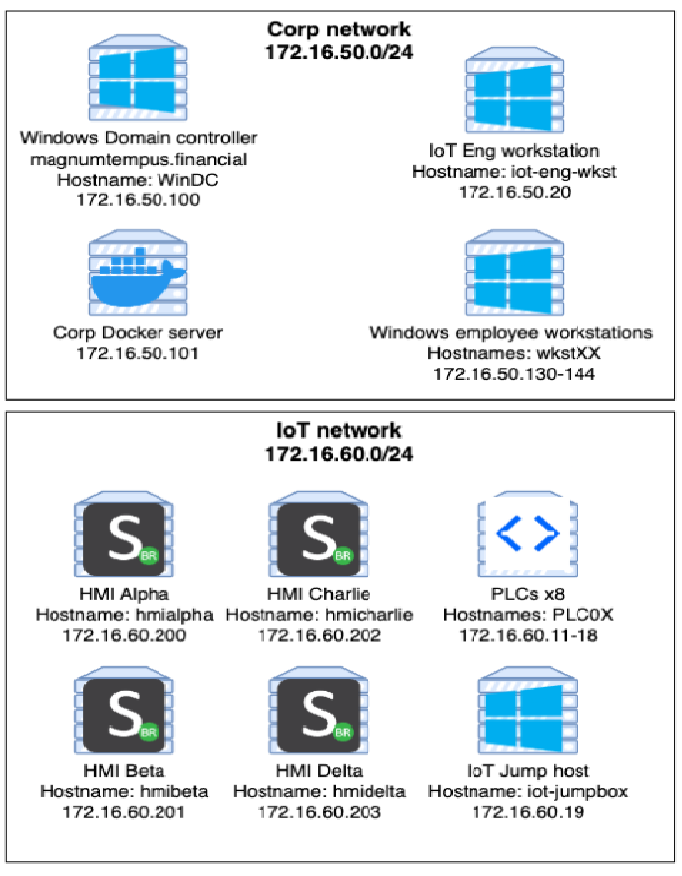 Corp network
172.16.50.0/24
Windows Domain controller
magnumtempus.financial
Hostname: WinDC
172.16.50.100
IoT Eng workstation
Hostname: iot-eng-wkst
172.16.50.20
Corp Docker server
172.16.50.101
Windows employee workstations
Hostnames: wkstXX
172.16.50.130-144
IoT network
172.16.60.0/24
S BR
HMI Alpha
Hostname: hmialpha
172.16.60.200
S BR
HMI Charlie
Hostname: hmicharlie
172.16.60.202
<>
PLCs x8
Hostnames: PLC0X
172.16.60.11-18
S BR
HMI Beta
Hostname: hmibeta
172.16.60.201
S BR
HMI Delta
Hostname: hmidelta
172.16.60.203
IoT Jump host
Hostname: iot-jumpbox
172.16.60.19